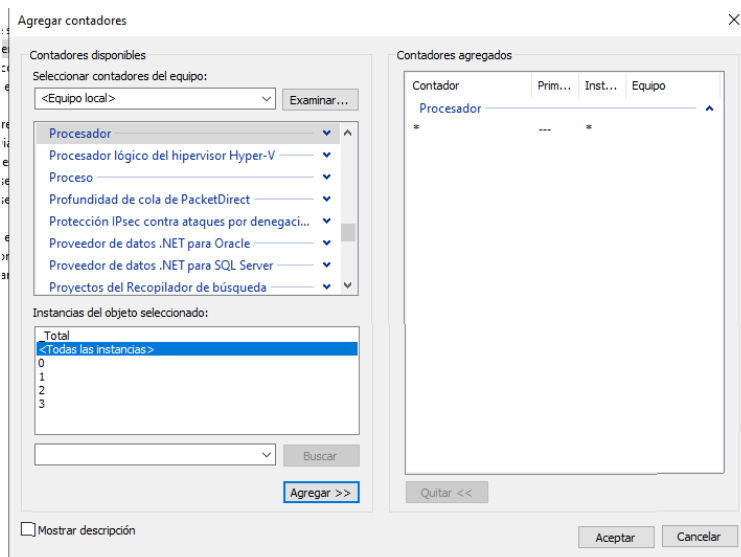 Agregar contadores
Contadores disponibles
Seleccionar contadores del equipo:
<Equipo local>
Examinar...
Procesador
Procesador lógico del hipervisor Hyper-V
Proceso
Profundidad de cola de PacketDirect
Protección IPsec contra ataques por denegaci...
Proveedor de datos .NET para Oracle
Proveedor de datos .NET para SQL Server
Proyectos del Recopilador de búsqueda
Instancias del objeto seleccionado:
_Total
<Todas las instancias>
0
1
2
3
Buscar
Agregar >>
Mostrar descripción
Contadores agregados
Contador Prim... Inst... Equipo
Procesador
* --- *
Quitar <<
Aceptar Cancelar